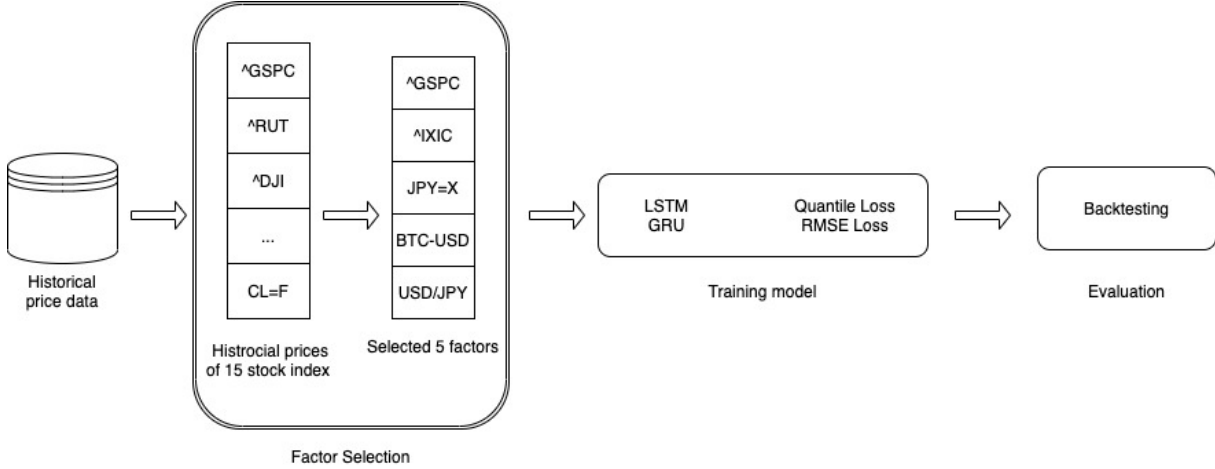 Historical
price data
^GSPC
^RUT
^DJI
...
CL=F
Histrocial prices
of 15 stock index
^GSPC
^IXIC
JPY=X
BTC-USD
USD/JPY
Selected 5 factors
Factor Selection
LSTM
GRU
Quantile Loss
RMSE Loss
Training model
Backtesting
Evaluation